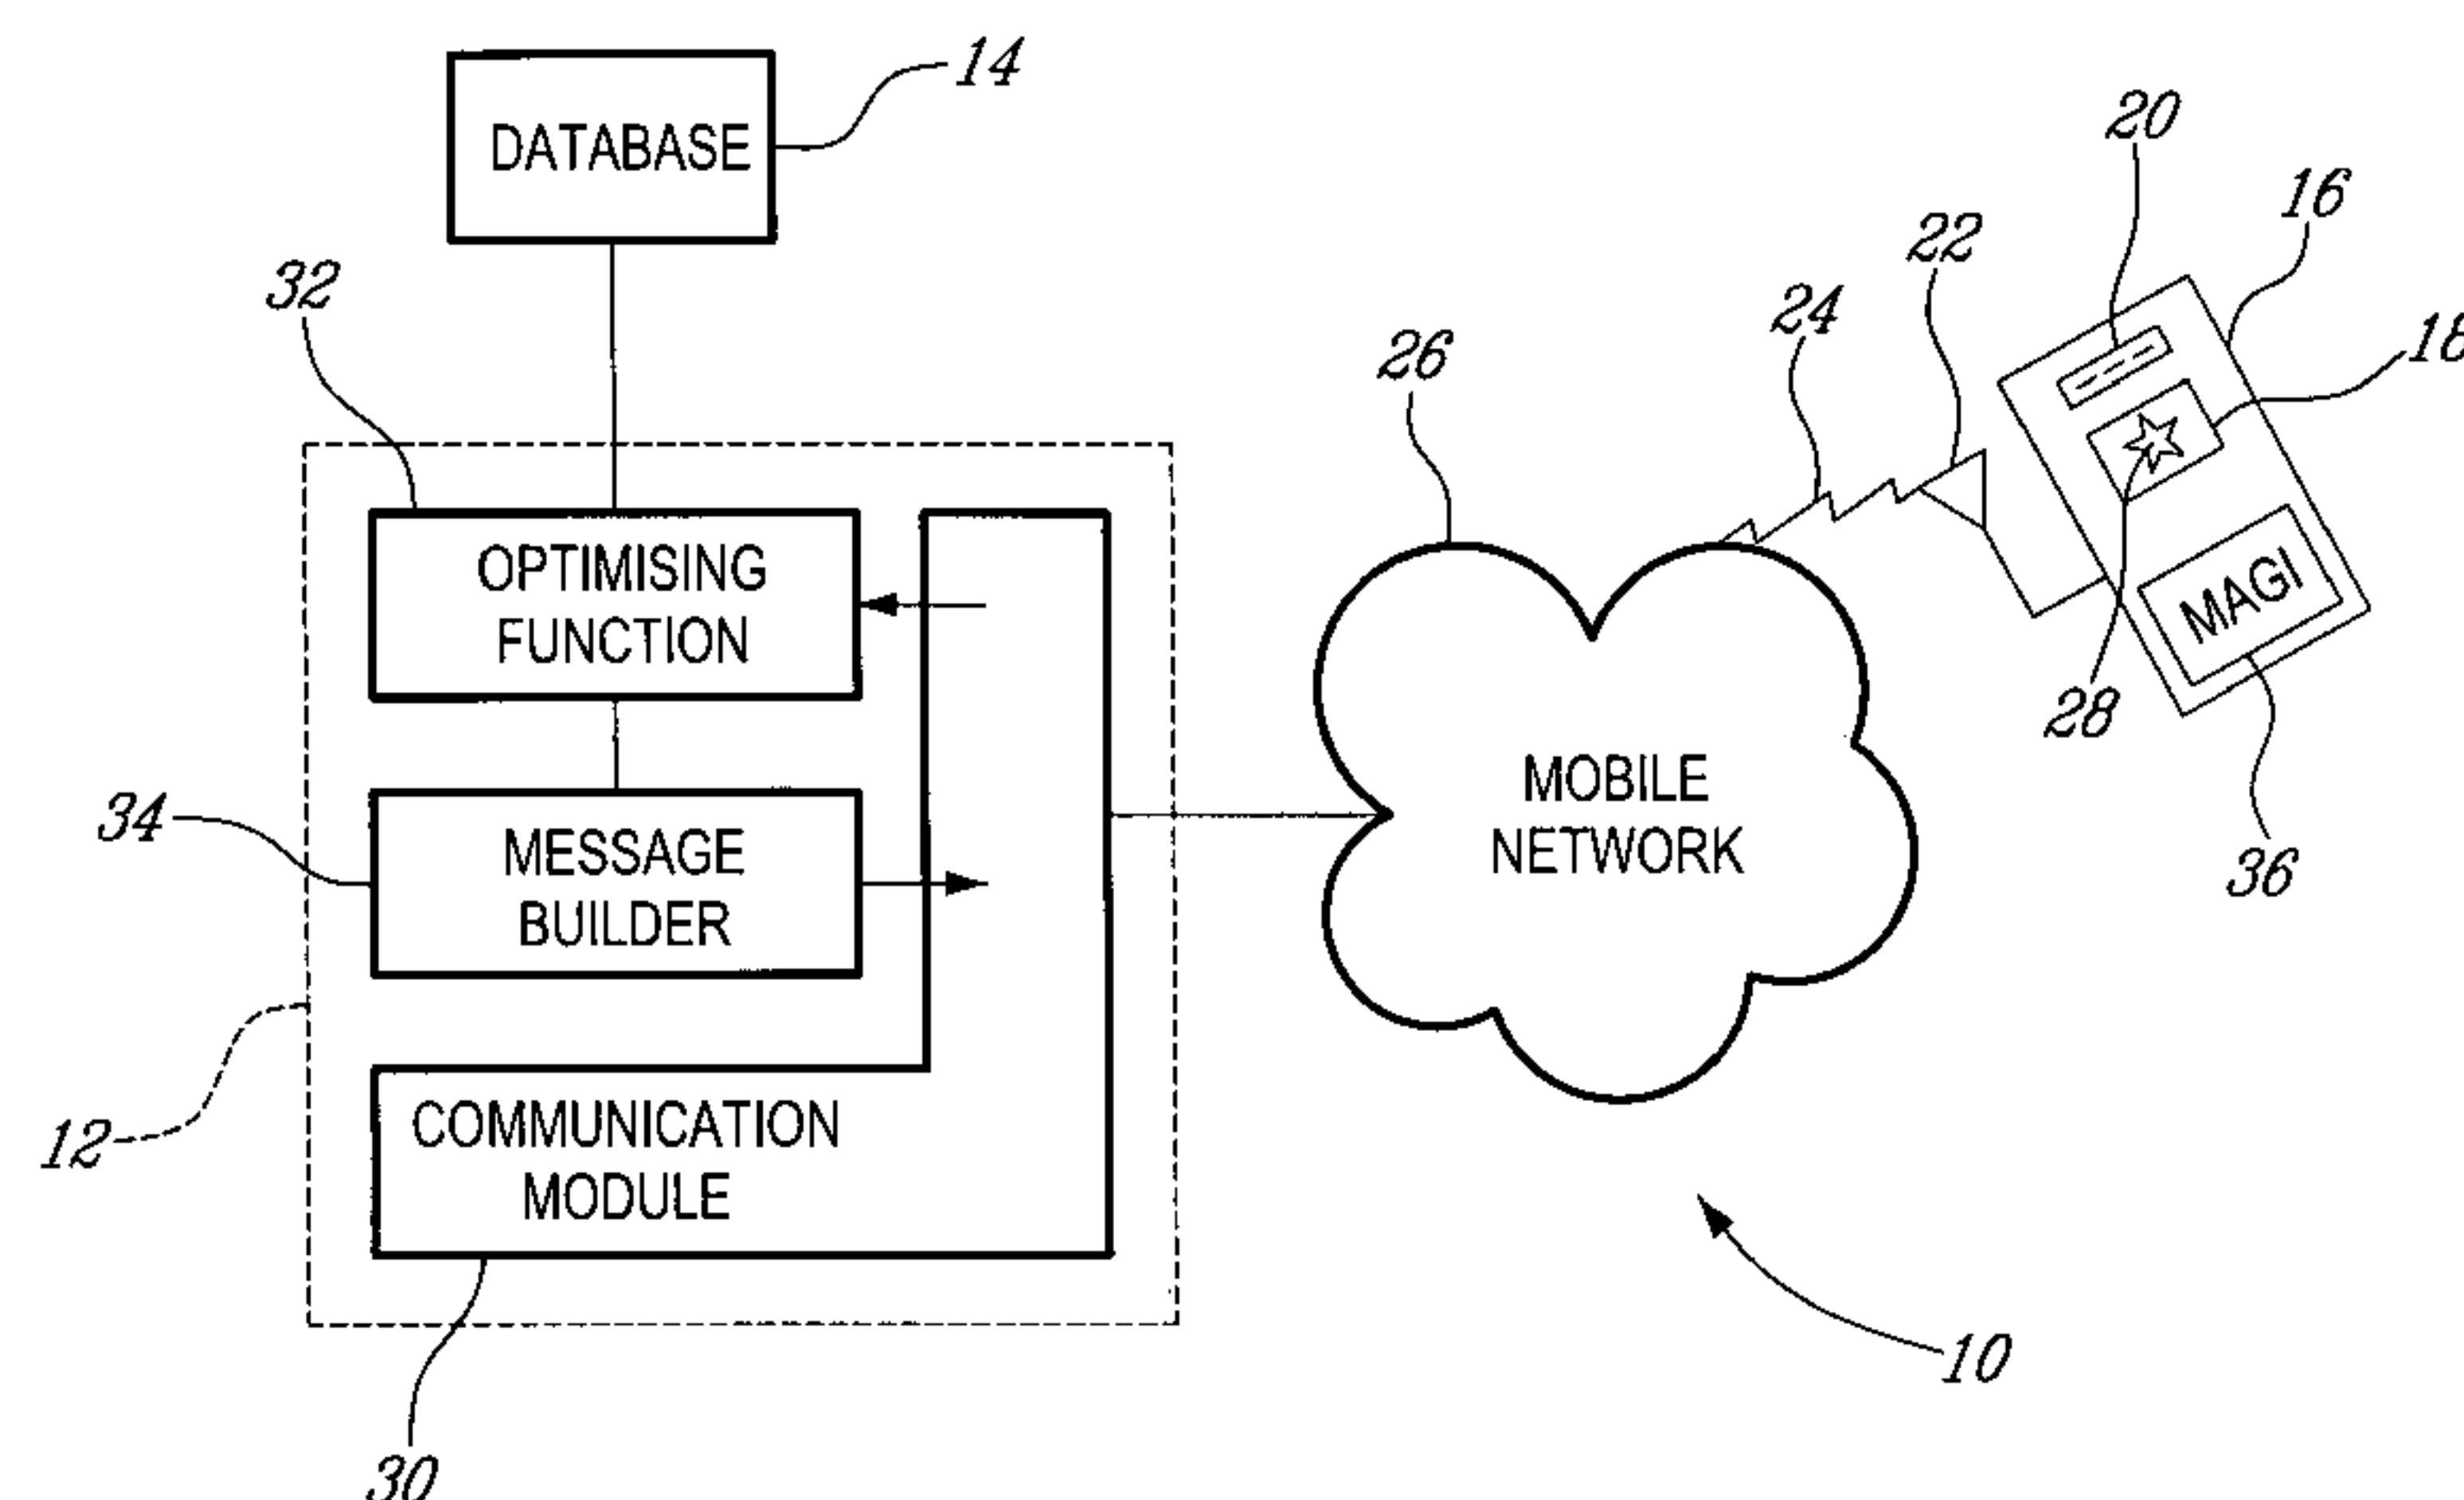 14
DATABASE
20
16
22
32
24
18
26
OPTIMISING
FUNCTION
MAGI
28
34
MESSAGE
BUILDER
MOBILE
NETWORK
36
12
COMMUNICATION
MODULE
10
30